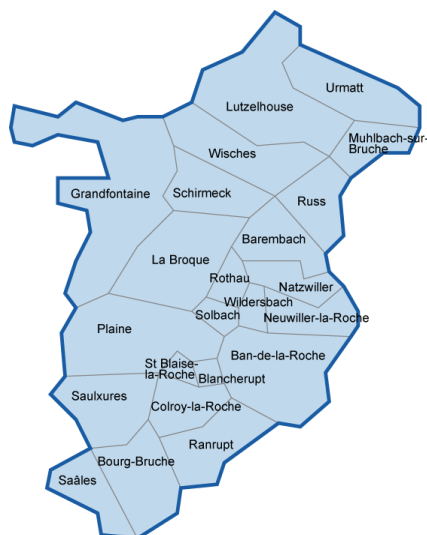 Urmatt
Lutzelhouse
Muhlbach-sur-
Bruche
Wisches
Grandfontaine
Schirmeck
Russ
Barembach
La Broque
Rothau
Natzwiller
Wildersbach
Solbach
Neuwiller-la-Roche
Plaine
Ban-de-la-Roche
St Blaise-
la-Roche
Blancherupt
Saulxures
Colroy-la-Roche
Ranrupt
Bourg-Bruche
Saâles